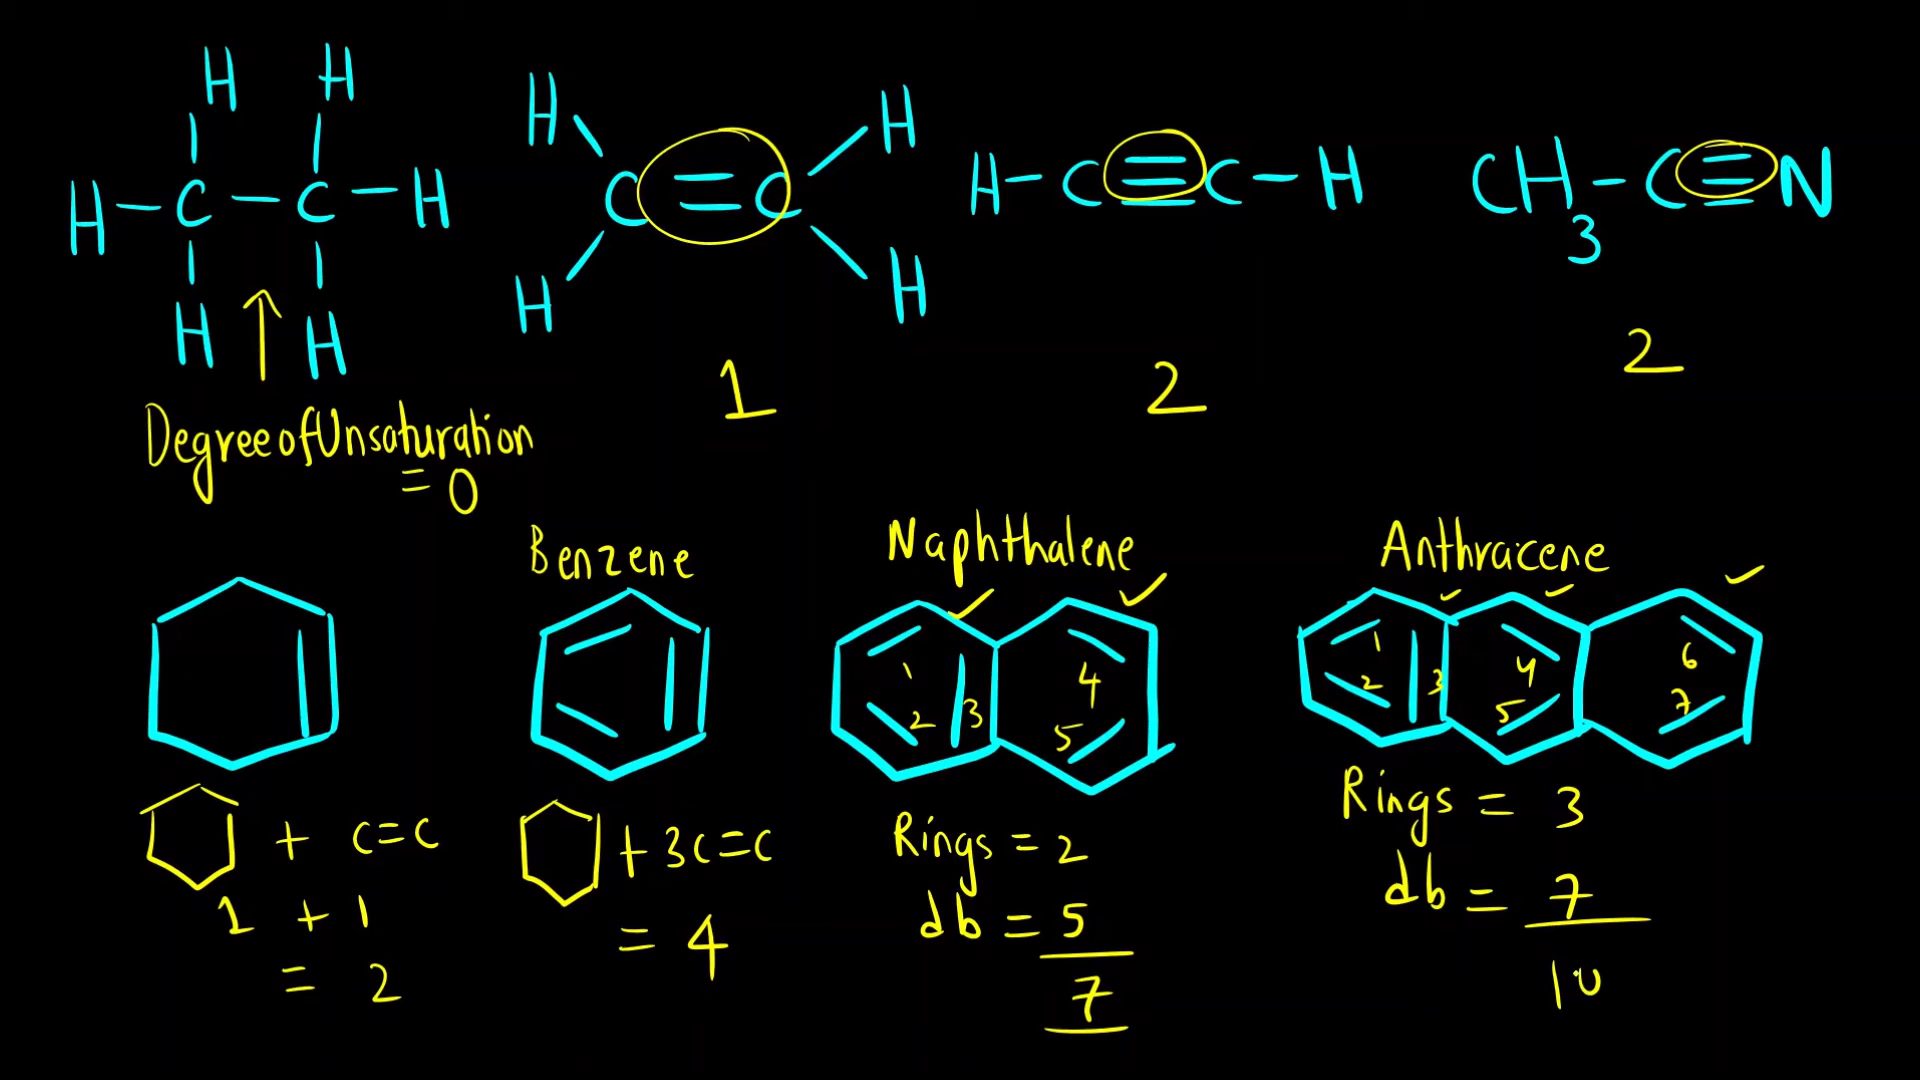 H H
H-C-C-H
H H
Degree of Unsaturation
= 0
H H
C=C
H H
1
H-C≡C-H
2
CH3-C≡N
2
+ C=C
1 + 1
= 2
Benzene
+ 3C=C
= 4
Naphthalene
1 4
2 3 5
Rings = 2
db = 5
7
Anthracene
1 4 6
2 3 5 7
Rings = 3
db = 7
10